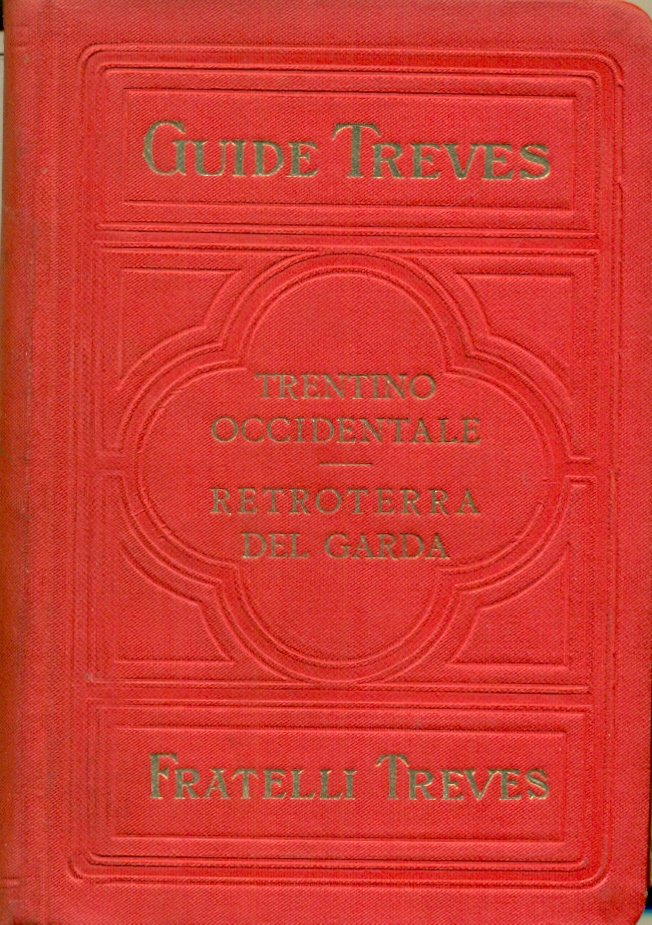 GUIDE TREVES
TRENTINO
OCCIDENTALE
RETROTERRA
DEL GARDA
FRATELLI TREVES